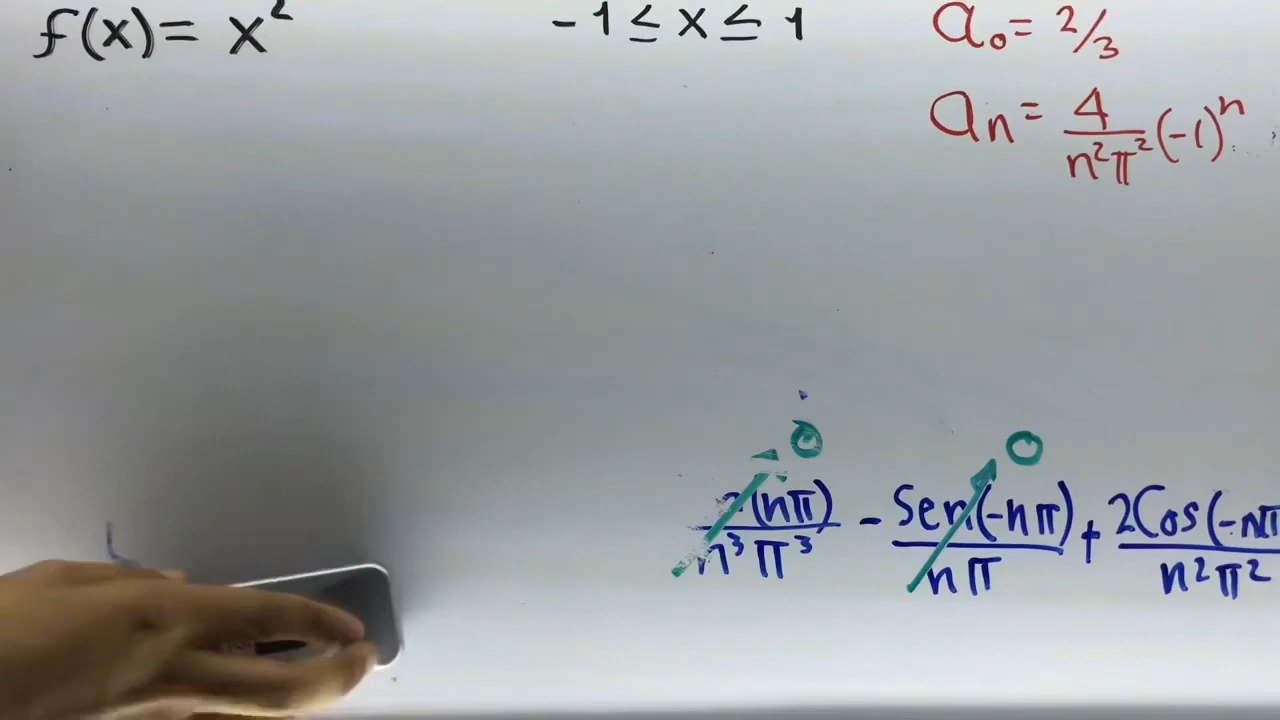 f(x)= x²
-1 ≤ x ≤ 1
a₀= 2/3
aₙ= 4/n²π² (-1)ⁿ
0 0
(nπ)/n³π³ - Sen(-nπ)/nπ + 2Cos(-nπ/n²π²